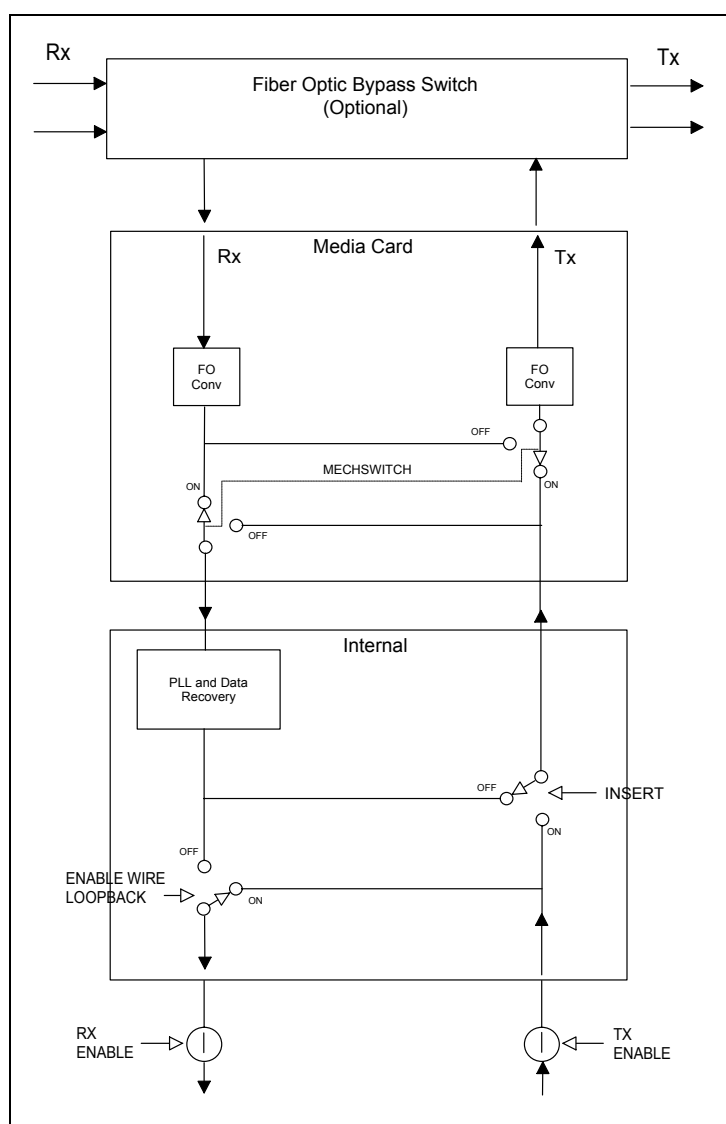 Rx
Tx
Fiber Optic Bypass Switch
(Optional)
Media Card
Rx
Tx
FO
Conv
FO
Conv
OFF
MECHSWITCH
ON
ON
OFF
Internal
PLL and Data
Recovery
OFF
INSERT
ON
OFF
ENABLE WIRE
LOOPBACK
ON
RX
ENABLE
TX
ENABLE